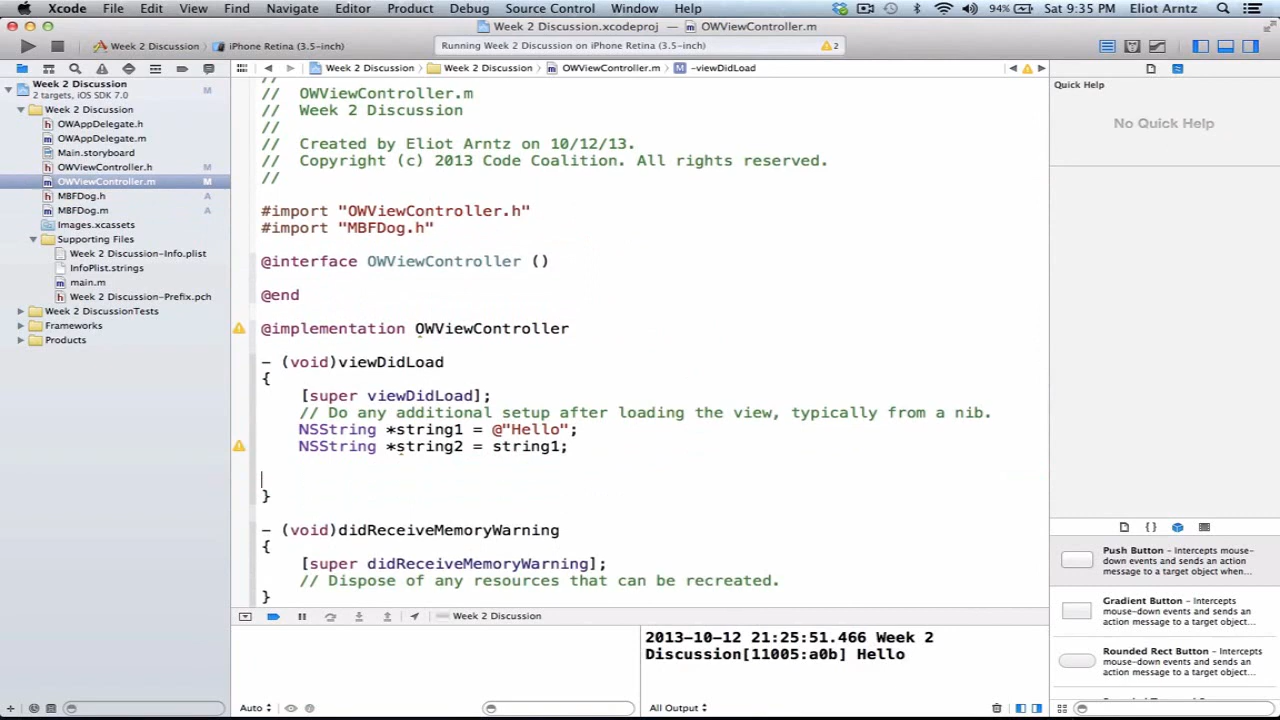 Xcode File Edit View Find Navigate Editor Product Debug Source Control Window Help 94% Sat 9:35 PM Eliot Arntz
Week 2 Discussion.xcodeproj — OWViewController.m
Week 2 Discussion iPhone Retina (3.5-inch) Running Week 2 Discussion on iPhone Retina (3.5-inch) 2
Week 2 Discussion Week 2 Discussion OWViewController.m M -viewDidLoad
Week 2 Discussion M
2 targets, iOS SDK 7.0
Week 2 Discussion
OWAppDelegate.h
OWAppDelegate.m
Main.storyboard
OWViewController.h M
OWViewController.m M
MBFDog.h A
MBFDog.m A
Images.xcassets
Supporting Files
Week 2 Discussion-Info.plist
InfoPlist.strings
main.m
Week 2 Discussion-Prefix.pch
Week 2 DiscussionTests
Frameworks
Products
//
// OWViewController.m
// Week 2 Discussion
//
// Created by Eliot Arntz on 10/12/13.
// Copyright (c) 2013 Code Coalition. All rights reserved.
//
#import "OWViewController.h"
#import "MBFDog.h"
@interface OWViewController ()
@end
@implementation OWViewController
- (void)viewDidLoad
{
[super viewDidLoad];
// Do any additional setup after loading the view, typically from a nib.
NSString *string1 = @"Hello";
NSString *string2 = string1;
}
- (void)didReceiveMemoryWarning
{
[super didReceiveMemoryWarning];
// Dispose of any resources that can be recreated.
}
Week 2 Discussion
2013-10-12 21:25:51.466 Week 2
Discussion[11005:a0b] Hello
Auto
All Output
Quick Help
No Quick Help
{}
Push Button - Intercepts mouse-
down events and sends an action
message to a target object when...
Gradient Button - Intercepts
mouse-down events and sends an
action message to a target object...
Rounded Rect Button - Intercepts
mouse-down events and sends an
action message to a target object...